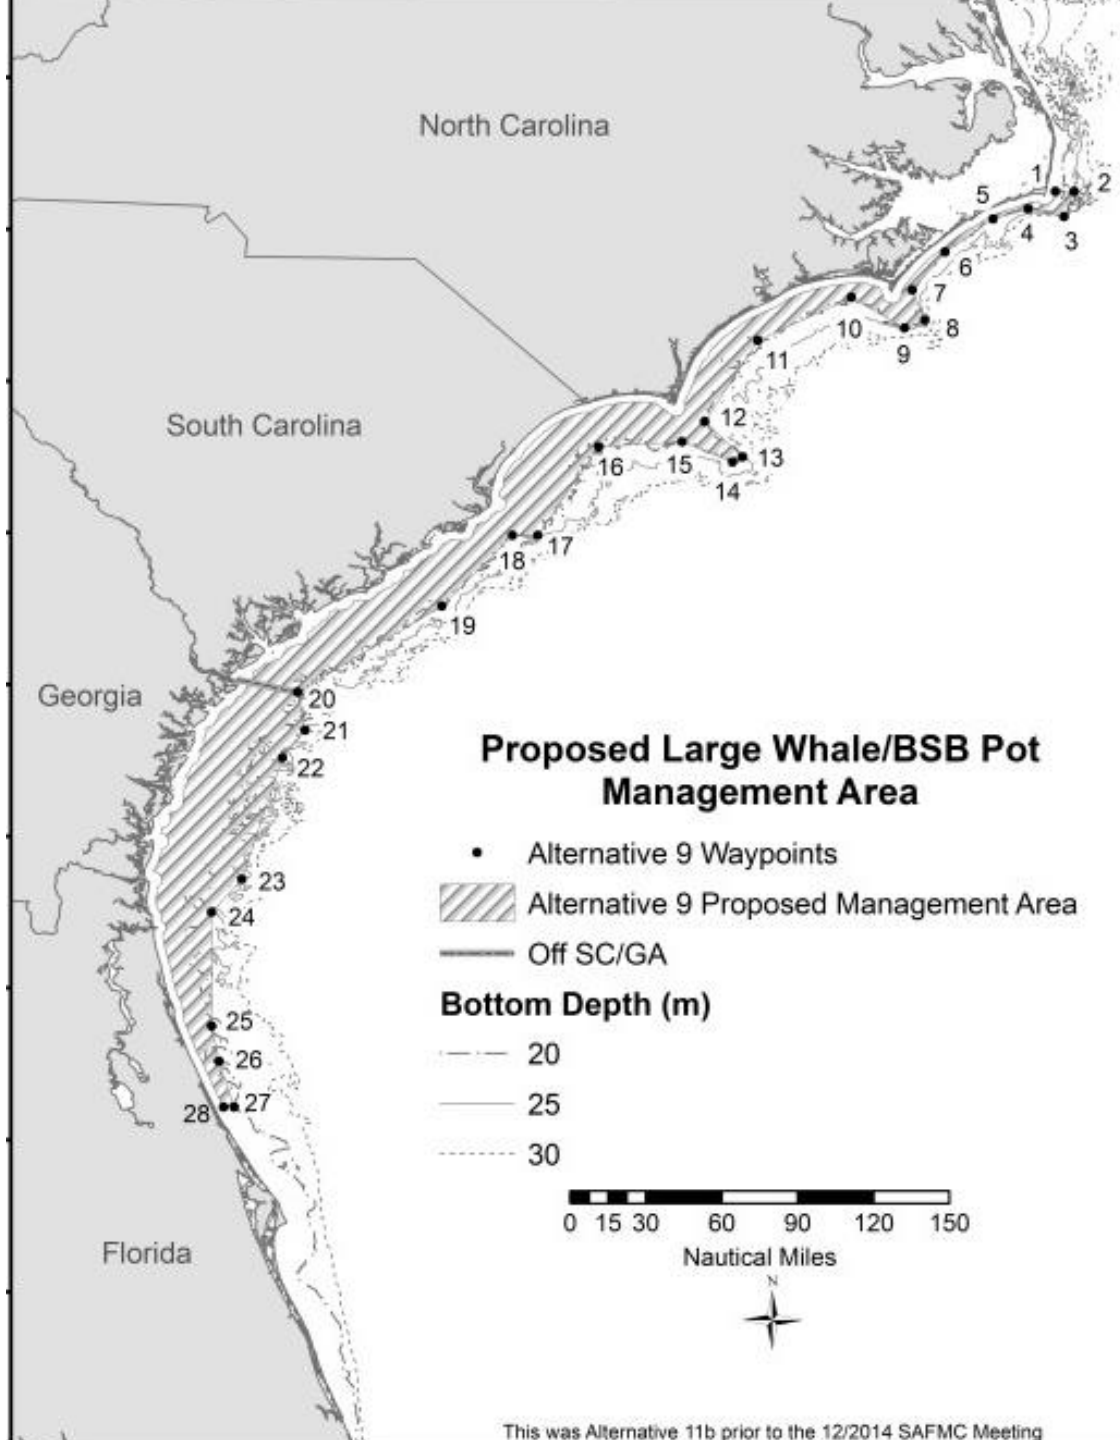 North Carolina
1
2
5
4
3
6
7
10
8
9
11
South Carolina
12
16
15
13
14
18
17
19
Georgia
20
21
22
Proposed Large Whale/BSB Pot
Management Area
Alternative 9 Waypoints
23
Alternative 9 Proposed Management Area
24
Off SC/GA
Bottom Depth (m)
25
20
26
28
27
25
30
0 15 30 60 90 120 150
Nautical Miles
Florida
N
This was Alternative 11b prior to the 12/2014 SAFMC Meeting